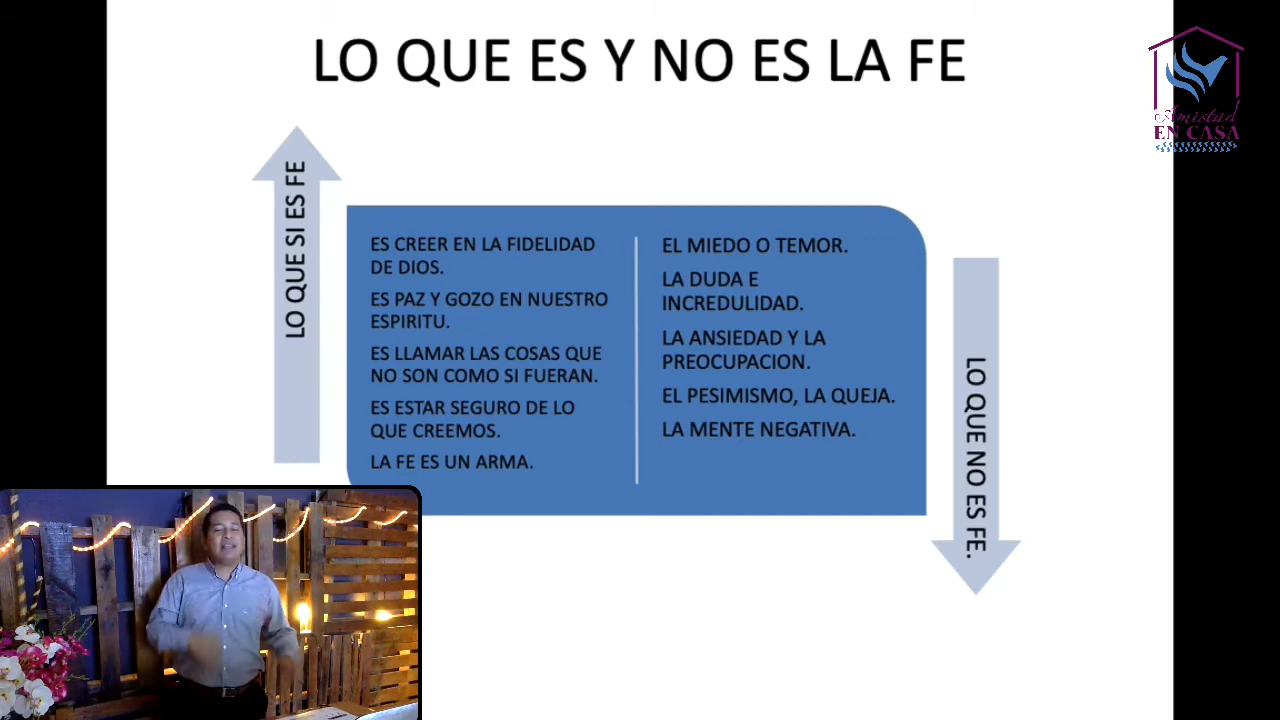 LO QUE ES Y NO ES LA FE
Amistad
EN CASA
LO QUE SI ES FE
ES CREER EN LA FIDELIDAD
DE DIOS.
ES PAZ Y GOZO EN NUESTRO
ESPIRITU.
ES LLAMAR LAS COSAS QUE
NO SON COMO SI FUERAN.
ES ESTAR SEGURO DE LO
QUE CREEMOS.
LA FE ES UN ARMA.
EL MIEDO O TEMOR.
LA DUDA E
INCREDULIDAD.
LA ANSIEDAD Y LA
PREOCUPACION.
EL PESIMISMO, LA QUEJA.
LA MENTE NEGATIVA.
LO QUE NO ES FE.